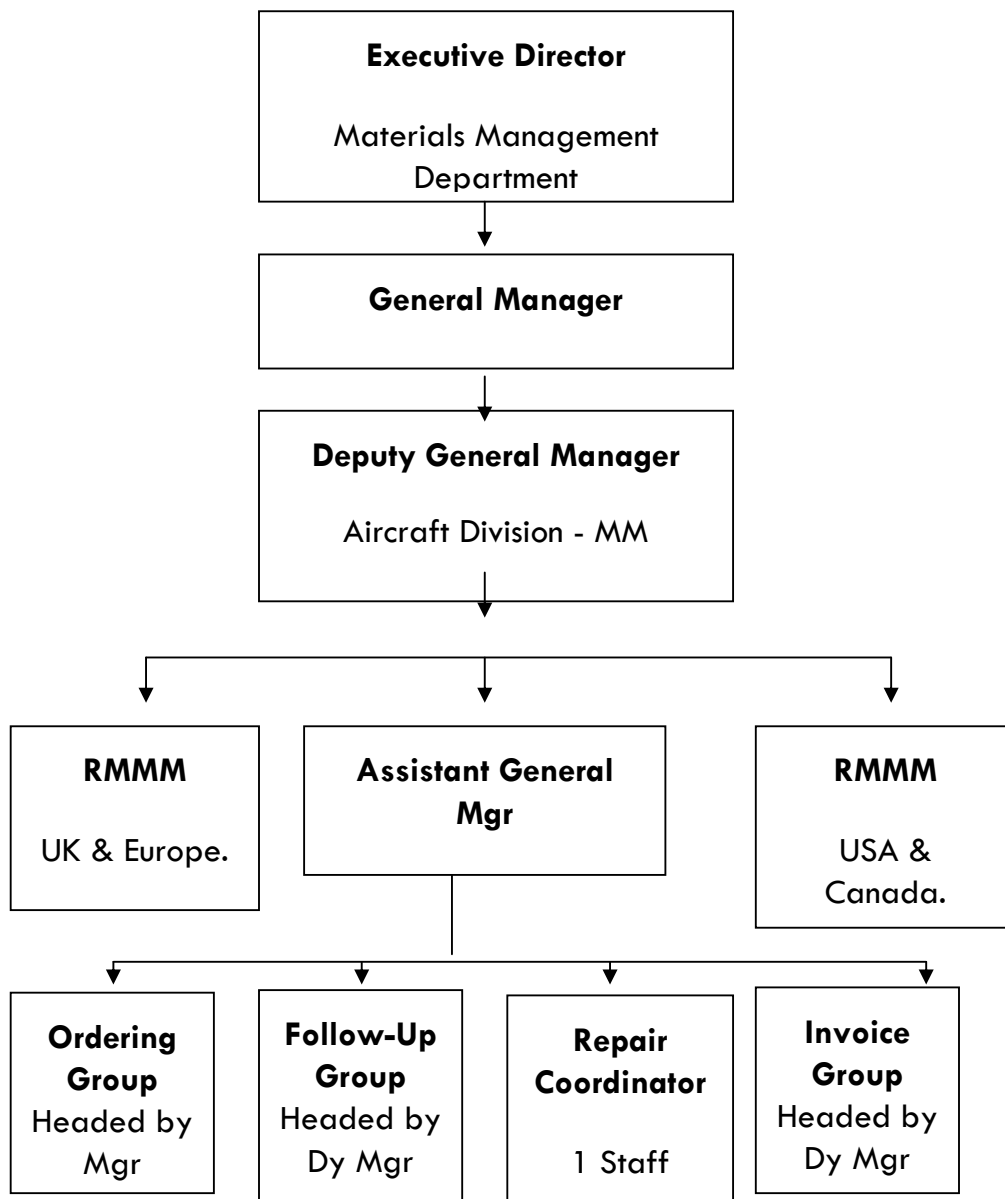 Executive Director
Materials Management
Department
General Manager
Deputy General Manager
Aircraft Division - MM
RMMM
UK & Europe.
Assistant General
Mgr
RMMM
USA &
Canada.
Ordering
Group
Headed by
Mgr
Follow-Up
Group
Headed by
Dy Mgr
Repair
Coordinator
1 Staff
Invoice
Group
Headed by
Dy Mgr